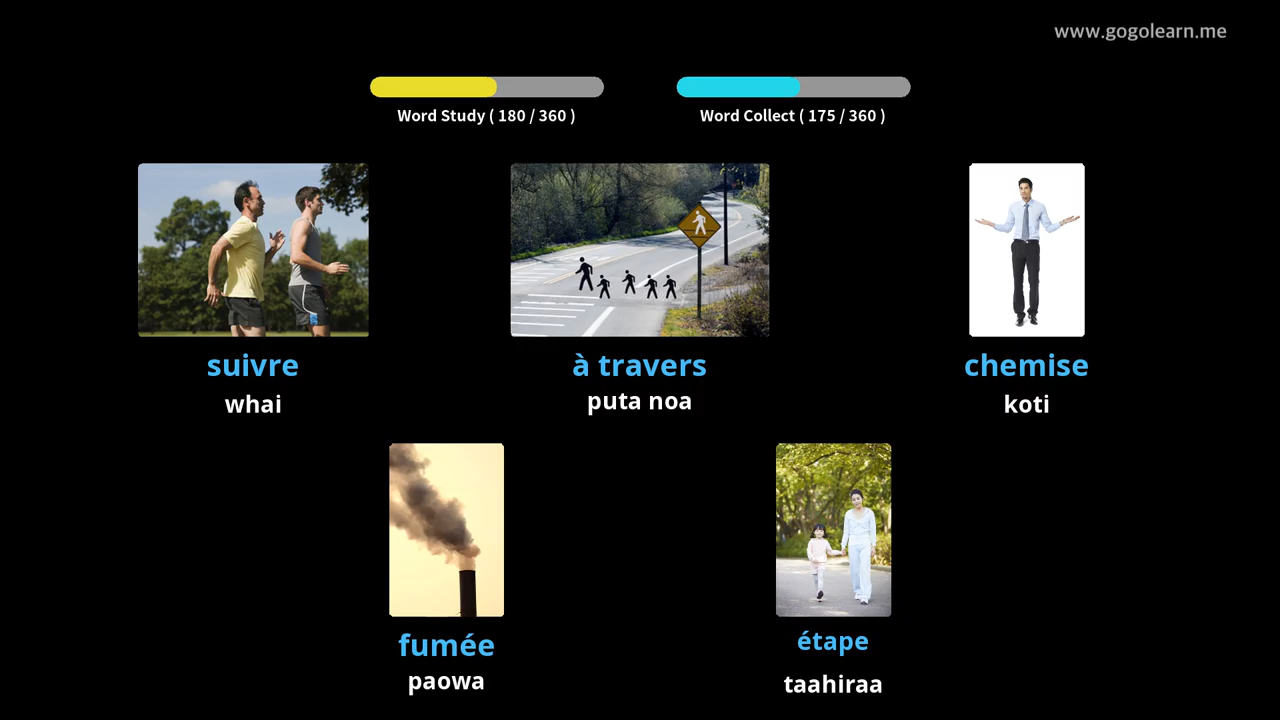 www.gogolearn.me
Word Study ( 180 / 360 )
Word Collect ( 175 / 360 )
suivre
whai
à travers
puta noa
chemise
koti
fumée
paowa
étape
taahiraa